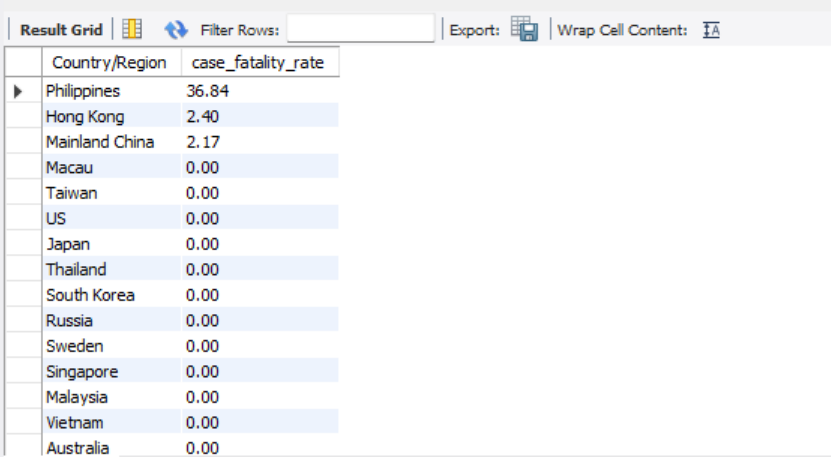 Result Grid Filter Rows: Export: Wrap Cell Content: IA
Country/Region case_fatality_rate
Philippines 36.84
Hong Kong 2.40
Mainland China 2.17
Macau 0.00
Taiwan 0.00
US 0.00
Japan 0.00
Thailand 0.00
South Korea 0.00
Russia 0.00
Sweden 0.00
Singapore 0.00
Malaysia 0.00
Vietnam 0.00
Australia 0.00